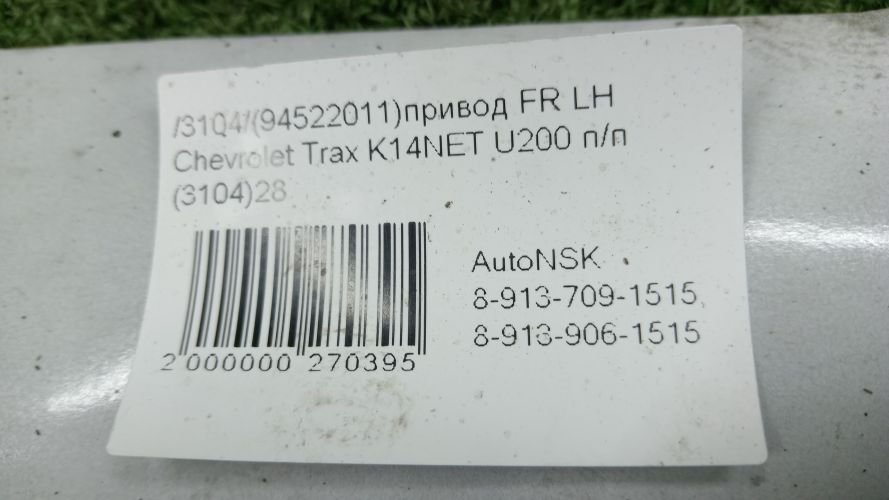 /3104/(94522011)привод FR LH
Chevrolet Trax K14NET U200 п/п
(3104)28
AutoNSK
8-913-709-1515,
8-913-906-1515
2 000000 270395